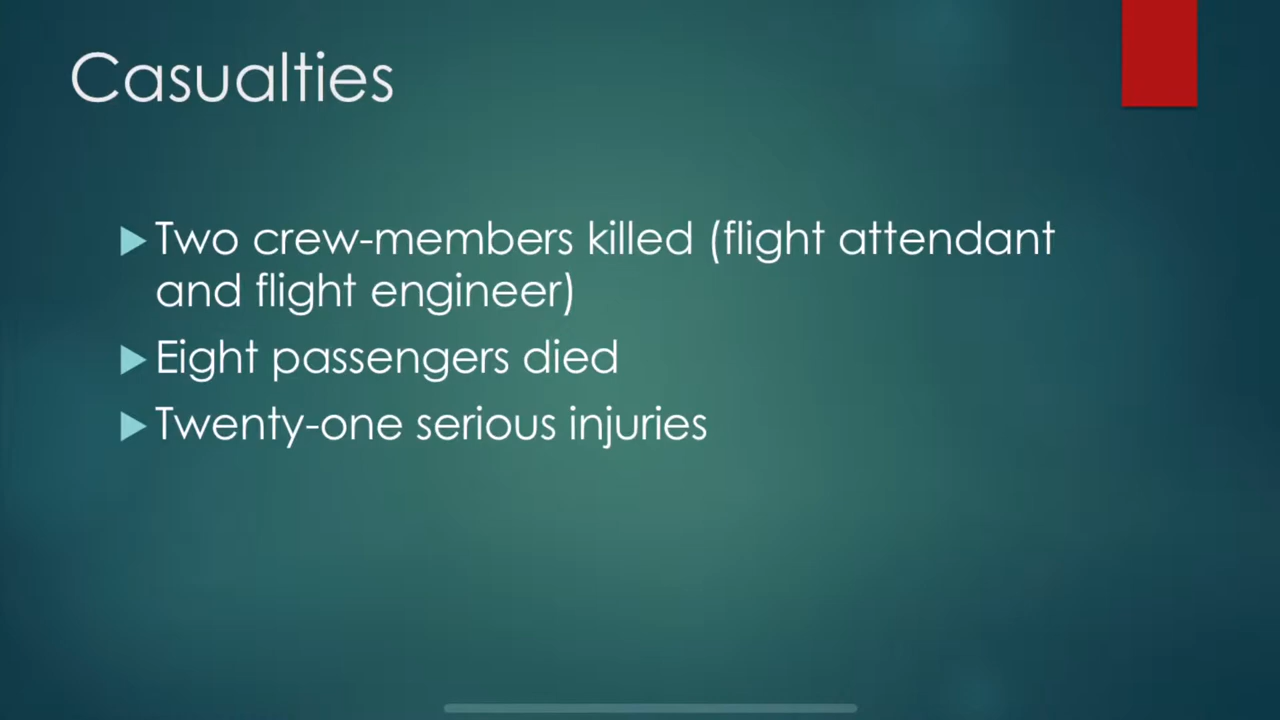 Casualties
Two crew-members killed (flight attendant
and flight engineer)
Eight passengers died
Twenty-one serious injuries